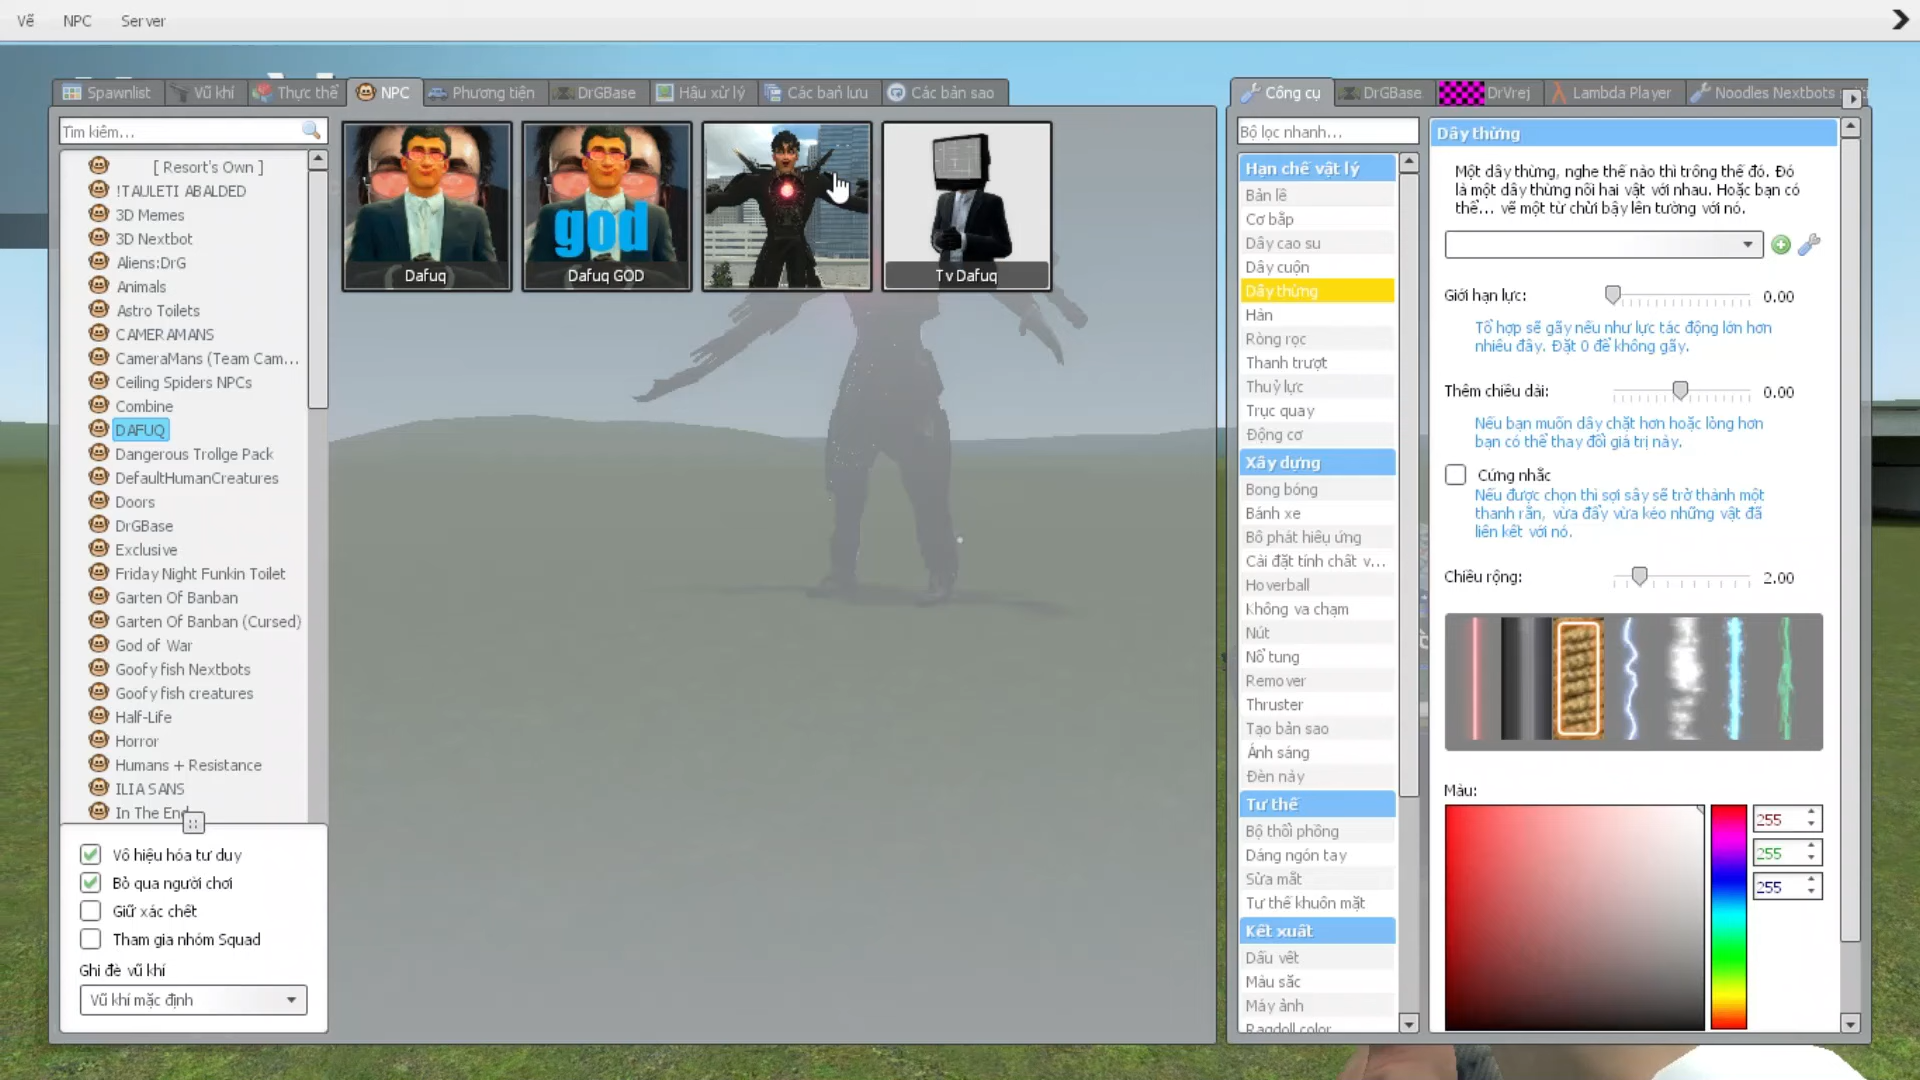 Vẽ NPC Server
Spawnlist Vũ khí Thực thể NPC Phương tiện DrGBase Hậu xử lý Các bản lưu Các bản sao
Tìm kiếm...
[ Resort's Own ]
!TAULETI ABALDED
3D Memes
3D Nextbot
Aliens:DrG
Animals
Astro Toilets
CAMERAMANS
CameraMans (Team Cam...
Ceiling Spiders NPCs
Combine
DAFUQ
Dangerous Trollge Pack
DefaultHumanCreatures
Doors
DrGBase
Exclusive
Friday Night Funkin Toilet
Garten Of Banban
Garten Of Banban (Cursed)
God of War
Goofy fish Nextbots
Goofy fish creatures
Half-Life
Horror
Humans + Resistance
ILIA SANS
In The End
Vô hiệu hóa tư duy
Bỏ qua người chơi
Giữ xác chết
Tham gia nhóm Squad
Ghi đè vũ khí
Vũ khí mặc định
Dafuq
god
Dafuq GOD
Tv Dafuq
Công cụ DrGBase DrVrej Lambda Player Noodles Nextbots
Bộ lọc nhanh...
Hạn chế vật lý
Bản lề
Cơ bắp
Dây cao su
Dây cuộn
Dây thừng
Hàn
Ròng rọc
Thanh trượt
Thuỷ lực
Trục quay
Động cơ
Xây dựng
Bong bóng
Bánh xe
Bộ phát hiệu ứng
Cài đặt tính chất v...
Hoverball
Không va chạm
Nút
Nổ tung
Remover
Thruster
Tạo bản sao
Ánh sáng
Đèn này
Tư thế
Bộ thổi phồng
Dáng ngón tay
Sửa mắt
Tư thế khuôn mặt
Kết xuất
Dấu vết
Màu sắc
Máy ảnh
Ragdoll color
Dây thừng
Một dây thừng, nghe thế nào thì trông thế đó. Đó
là một dây thừng nối hai vật với nhau. Hoặc bạn có
thể... vẽ một từ chửi bậy lên tường với nó.
Giới hạn lực: 0.00
Tổ hợp sẽ gãy nếu như lực tác động lớn hơn
nhiêu đây. Đặt 0 để không gãy.
Thêm chiều dài: 0.00
Nếu bạn muốn dây chặt hơn hoặc lỏng hơn
bạn có thể thay đổi giá trị này.
Cứng nhắc
Nếu được chọn thì sợi sây sẽ trở thành một
thanh rắn, vừa đẩy vừa kéo những vật đã
liên kết với nó.
Chiều rộng: 2.00
Màu:
255
255
255